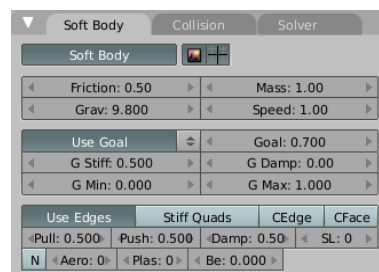 Soft Body Collision Solver
Soft Body
Friction: 0.50 Mass: 1.00
Grav: 9.800 Speed: 1.00
Use Goal Goal: 0.700
G Stiff: 0.500 G Damp: 0.00
G Min: 0.000 G Max: 1.000
Use Edges Stiff Quads CEdge CFace
Pull: 0.500 Push: 0.500 Damp: 0.50 SL: 0
N Aero: 0 Plas: 0 Be: 0.000